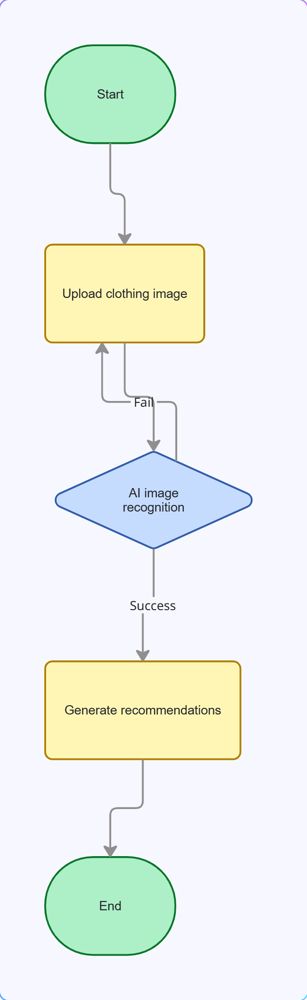 Start
Upload clothing image
Fail
AI image
recognition
Success
Generate recommendations
End